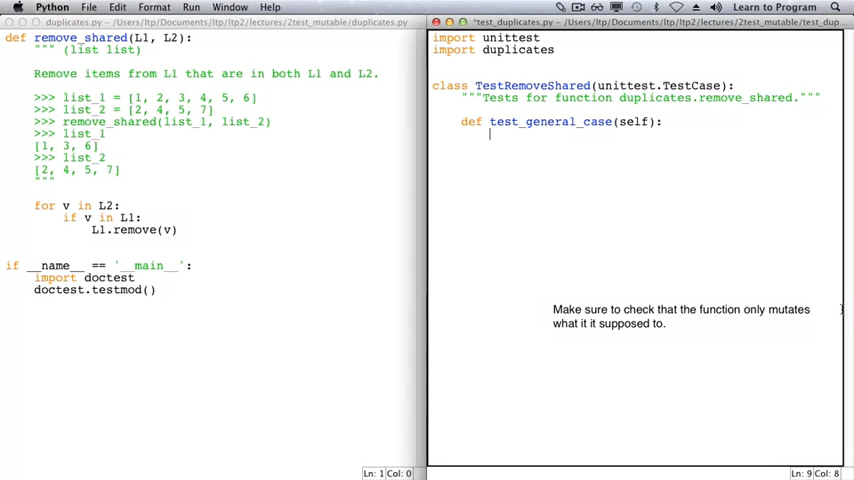 Python File Edit Format Run Window Help Learn to Program
duplicates.py – /Users/ltp/Documents/ltp/ltp2/lectures/2test_mutable/duplicates.py
def remove_shared(L1, L2):
""" (list list)
Remove items from L1 that are in both L1 and L2.
>>> list_1 = [1, 2, 3, 4, 5, 6]
>>> list_2 = [2, 4, 5, 7]
>>> remove_shared(list_1, list_2)
>>> list_1
[1, 3, 6]
>>> list_2
[2, 4, 5, 7]
"""
for v in L2:
if v in L1:
L1.remove(v)
if __name__ == '__main__':
import doctest
doctest.testmod()
Ln: 1 Col: 0
*test_duplicates.py – /Users/ltp/Documents/ltp/ltp2/lectures/2test_mutable/test_dup...
import unittest
import duplicates
class TestRemoveShared(unittest.TestCase):
"""Tests for function duplicates.remove_shared."""
def test_general_case(self):
Make sure to check that the function only mutates
what it it supposed to.
Ln: 9 Col: 8